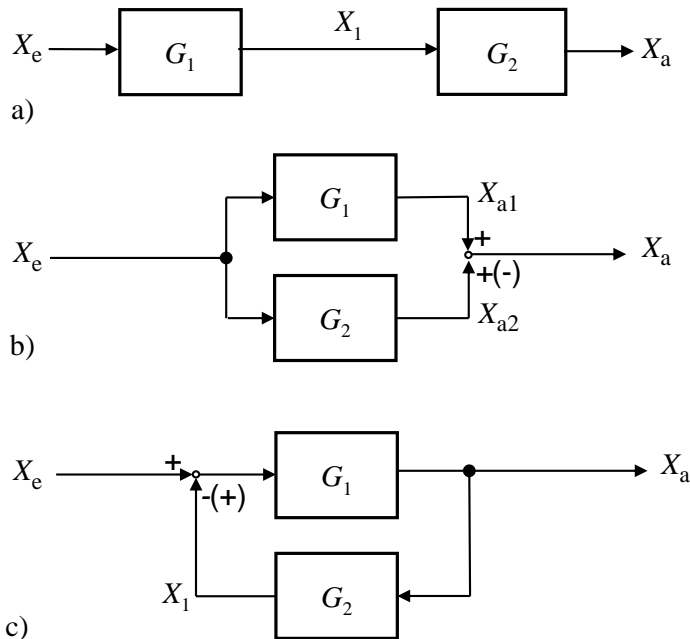 Xe G1 X1 G2 Xa
a)
G1 Xa1
+
Xe Xa
+(-)
G2 Xa2
b)
Xe + G1 Xa
-(+)
X1 G2
c)